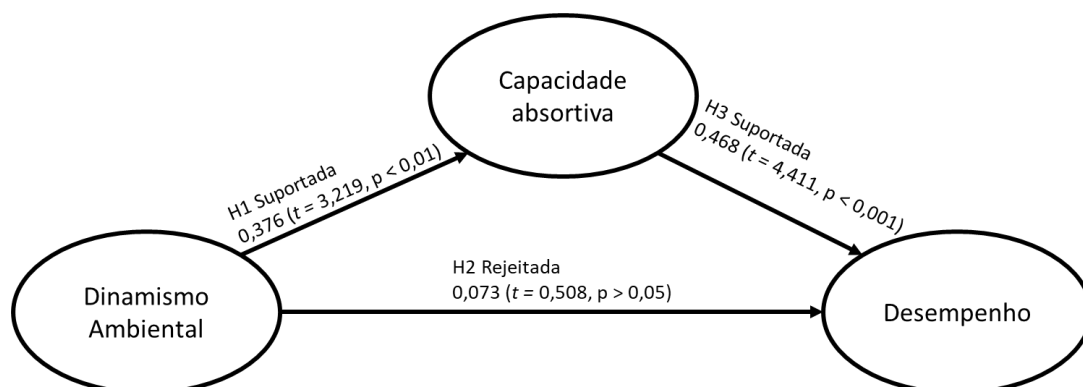 Capacidade
absortiva
H1 Suportada
0,376 (t = 3,219, p < 0,01)
H3 Suportada
0,468 (t = 4,411, p < 0,001)
H2 Rejeitada
0,073 (t = 0,508, p > 0,05)
Dinamismo
Ambiental
Desempenho